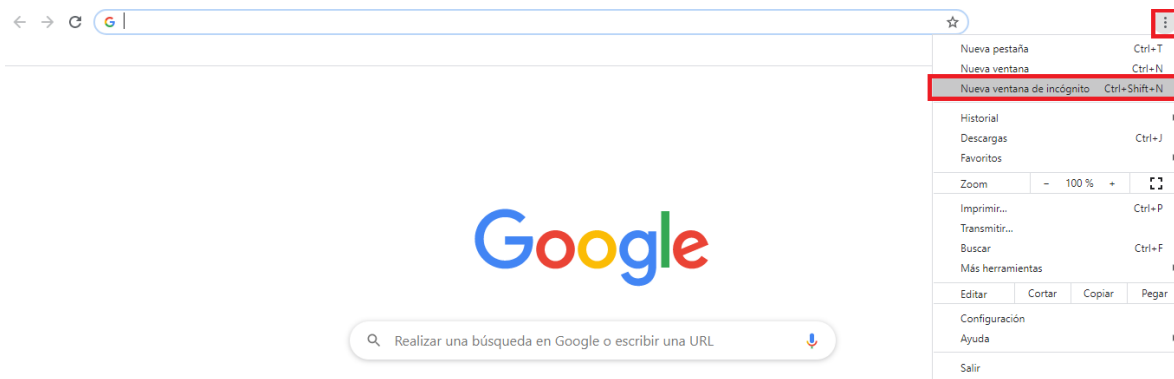 Nueva pestaña Ctrl+T
Nueva ventana Ctrl+N
Nueva ventana de incógnito Ctrl+Shift+N
Historial
Descargas Ctrl+J
Favoritos
Zoom - 100 % +
Imprimir... Ctrl+P
Transmitir...
Buscar Ctrl+F
Más herramientas
Editar Cortar Copiar Pegar
Configuración
Ayuda
Salir
Google
Realizar una búsqueda en Google o escribir una URL